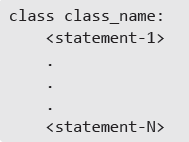 class class_name:
    <statement-1>
    .
    .
    .
    <statement-N>